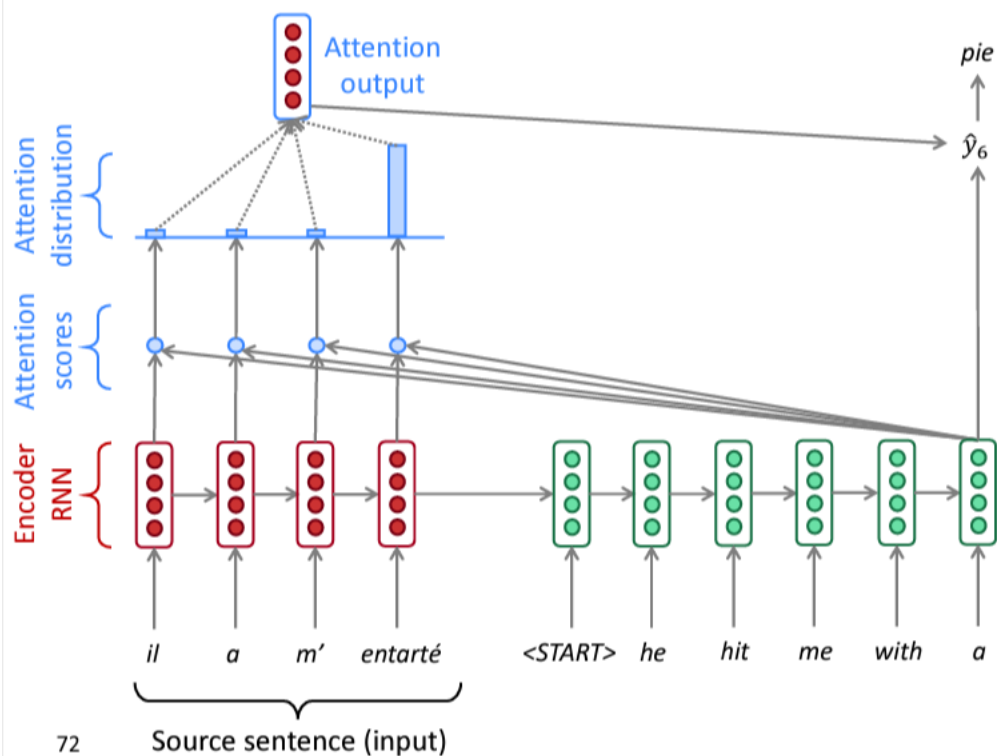 Attention
output
pie
ŷ₆
Attention
distribution
Attention
scores
Encoder
RNN
il a m’ entarté <START> he hit me with a
Source sentence (input)
72